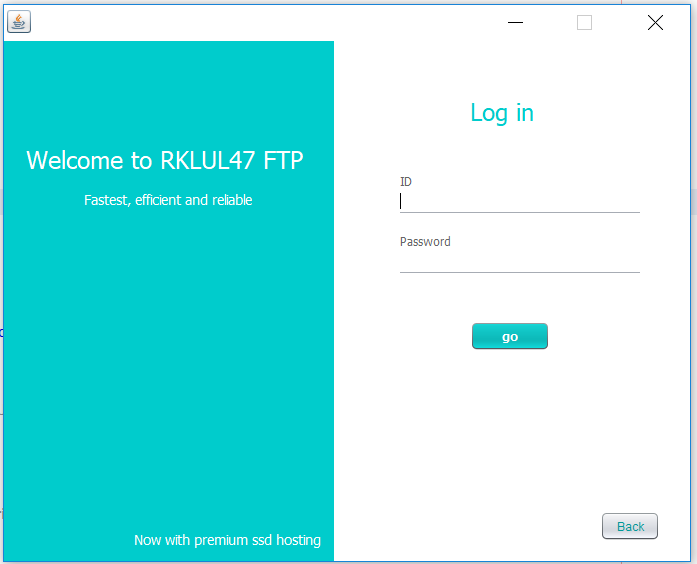 Welcome to RKLUL47 FTP
Fastest, efficient and reliable
Now with premium ssd hosting
Log in
ID
Password
go
Back